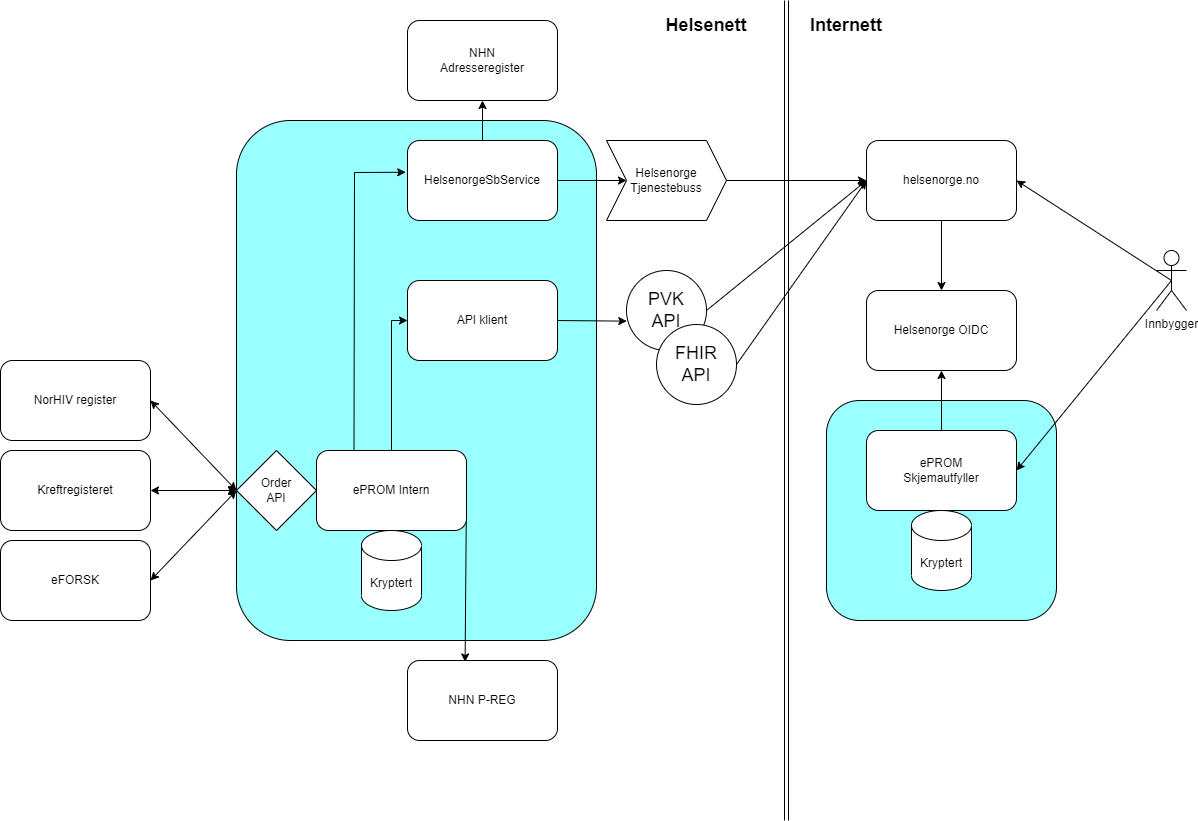 Helsenett
Internett
NHN
Adresseregister
HelsenorgeSbService
Helsenorge
Tjenestebuss
helsenorge.no
API klient
PVK
API
FHIR
API
Helsenorge OIDC
Innbygger
NorHIV register
Kreftregisteret
eFORSK
Order
API
ePROM Intern
Kryptert
ePROM
Skjemautfyller
Kryptert
NHN P-REG